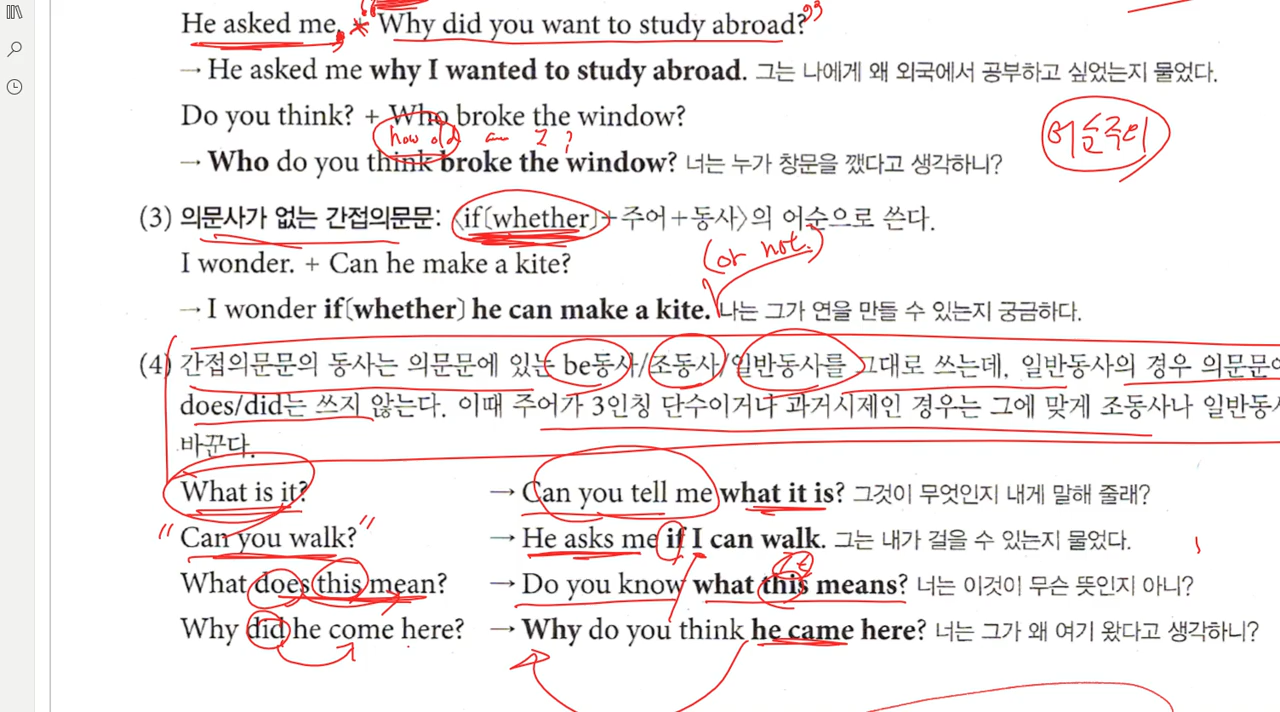 He asked me, * "Why did you want to study abroad?"
→ He asked me why I wanted to study abroad. 그는 나에게 왜 외국에서 공부하고 싶었는지 물었다.
Do you think? + Who broke the window?
how old am I?
어순주의
→ Who do you think broke the window? 너는 누가 창문을 깼다고 생각하니?
(3) 의문사가 없는 간접의문문: 〈if〔whether〕+주어+동사〉의 어순으로 쓴다.
(or not.)
I wonder. + Can he make a kite?
→ I wonder if〔whether〕 he can make a kite. 나는 그가 연을 만들 수 있는지 궁금하다.
(4) 간접의문문의 동사는 의문문에 있는 be동사/조동사/일반동사를 그대로 쓰는데, 일반동사의 경우 의문문에
does/did는 쓰지 않는다. 이때 주어가 3인칭 단수이거나 과거시제인 경우는 그에 맞게 조동사나 일반동사
바꾼다.
What is it? → Can you tell me what it is? 그것이 무엇인지 내게 말해 줄래?
"Can you walk?" → He asks me if I can walk. 그는 내가 걸을 수 있는지 물었다.
it
What does this mean? → Do you know what this means? 너는 이것이 무슨 뜻인지 아니?
Why did he come here? → Why do you think he came here? 너는 그가 왜 여기 왔다고 생각하니?